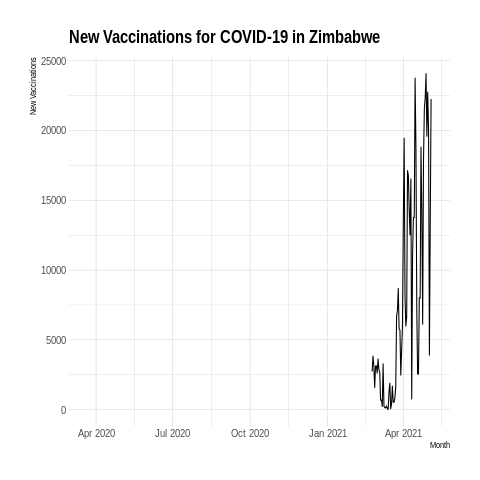 New Vaccinations for COVID-19 in Zimbabwe
New Vaccinations
25000
20000
15000
10000
5000
0
Apr 2020 Jul 2020 Oct 2020 Jan 2021 Apr 2021
Month